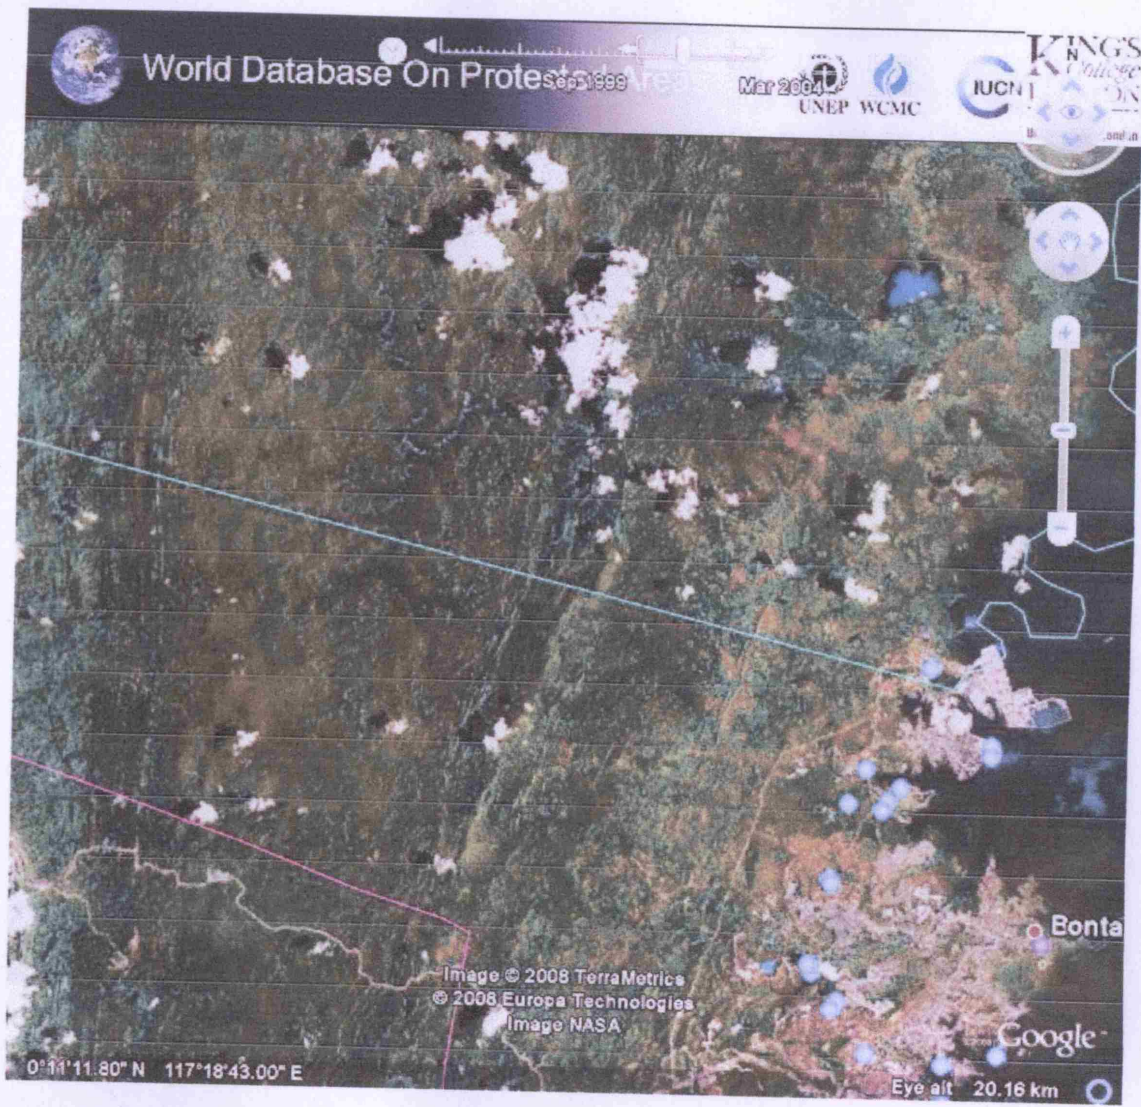 World Database On Protected Areas
Sep 1999
Mar 2004
UNEP WCMC
IUCN
KING'S
College
N
Bonta
Image © 2008 TerraMetrics
© 2008 Europa Technologies
Image NASA
Google
0°11'11.80" N 117°18'43.00" E
Eye alt 20.16 km